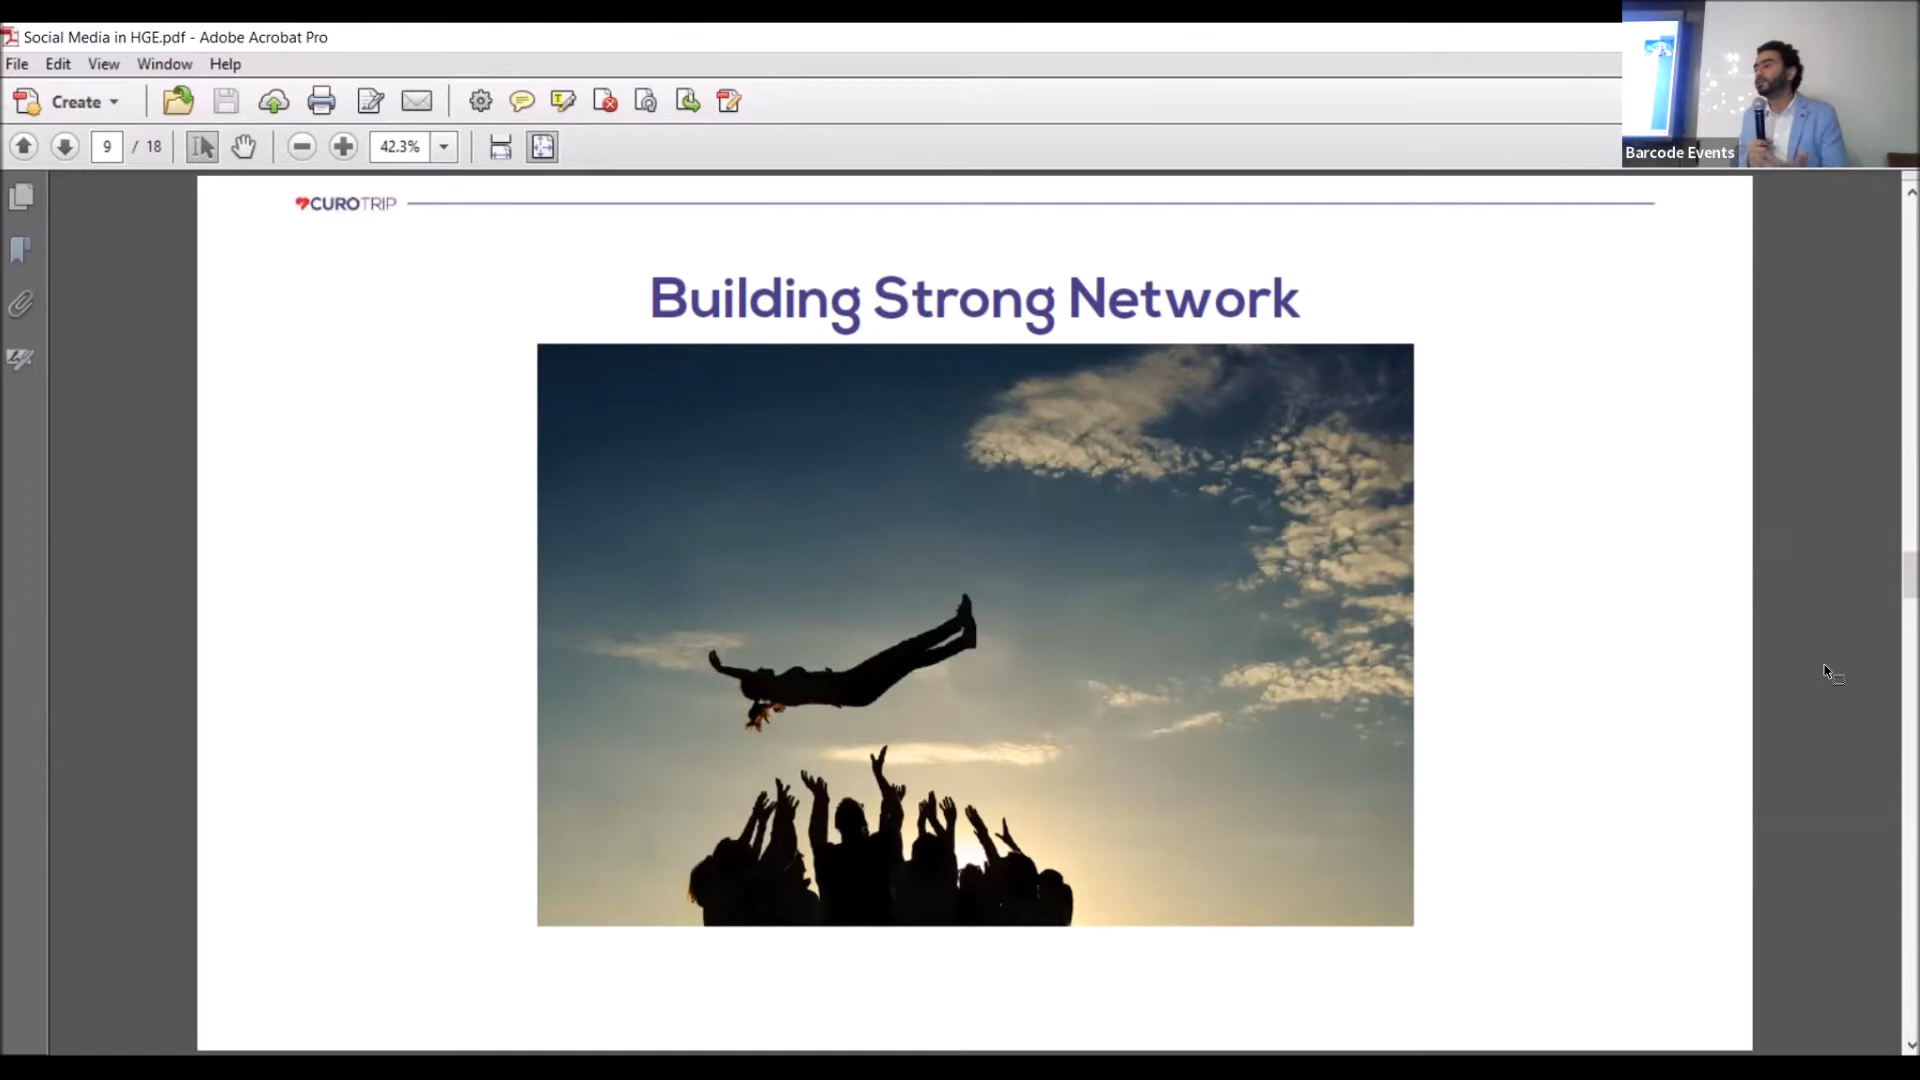 Social Media in HGE.pdf - Adobe Acrobat Pro
File Edit View Window Help
Create
9 / 18 42.3%
Barcode Events
CUROTRIP
Building Strong Network